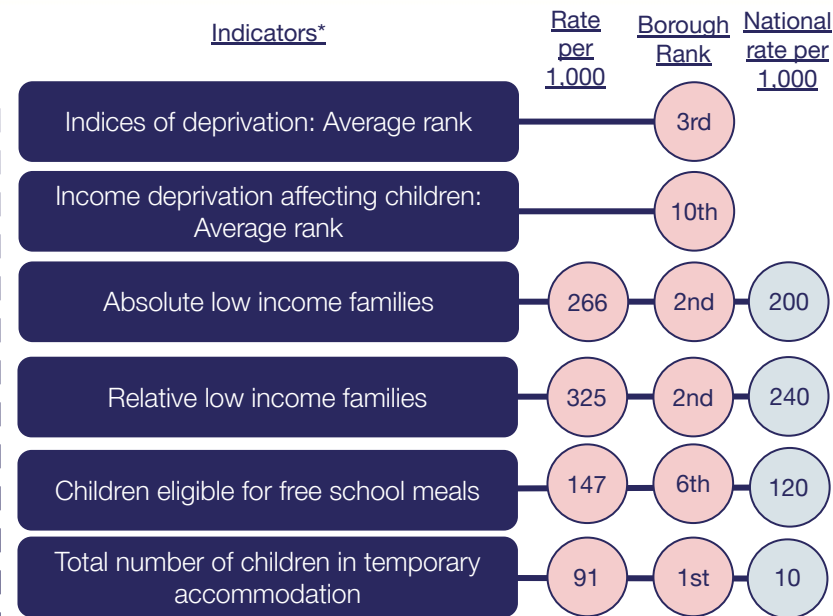 Indicators*
Rate
per
1,000
Borough
Rank
National
rate per
1,000
Indices of deprivation: Average rank
3rd
Income deprivation affecting children:
Average rank
10th
Absolute low income families
266
2nd
200
Relative low income families
325
2nd
240
Children eligible for free school meals
147
6th
120
Total number of children in temporary
accommodation
91
1st
10